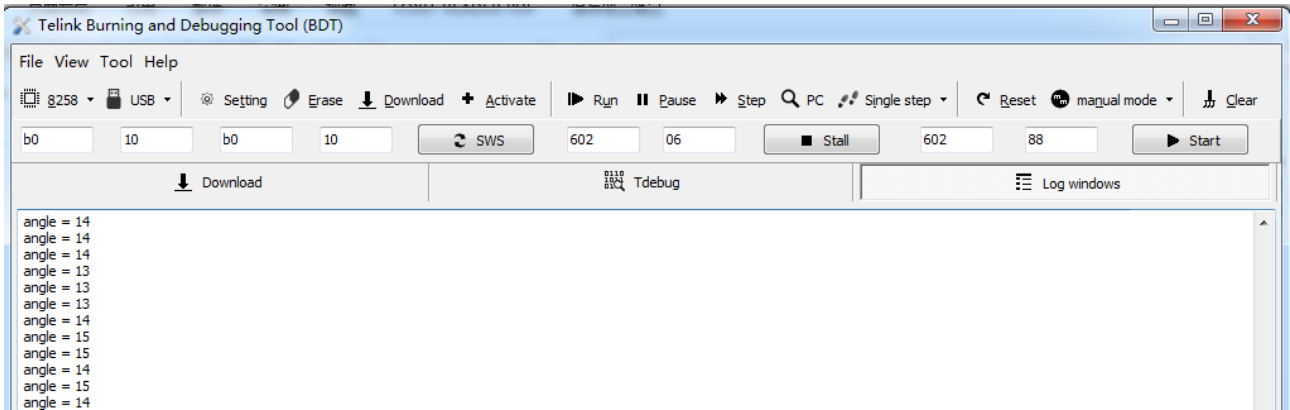 Telink Burning and Debugging Tool (BDT)
File View Tool Help
8258 USB Setting Erase Download Activate Run Pause Step PC Single step Reset manual mode Clear
b0 10 b0 10 SWS 602 06 Stall 602 88 Start
Download Tdebug Log windows
angle = 14
angle = 14
angle = 14
angle = 13
angle = 13
angle = 13
angle = 14
angle = 15
angle = 15
angle = 14
angle = 15
angle = 14